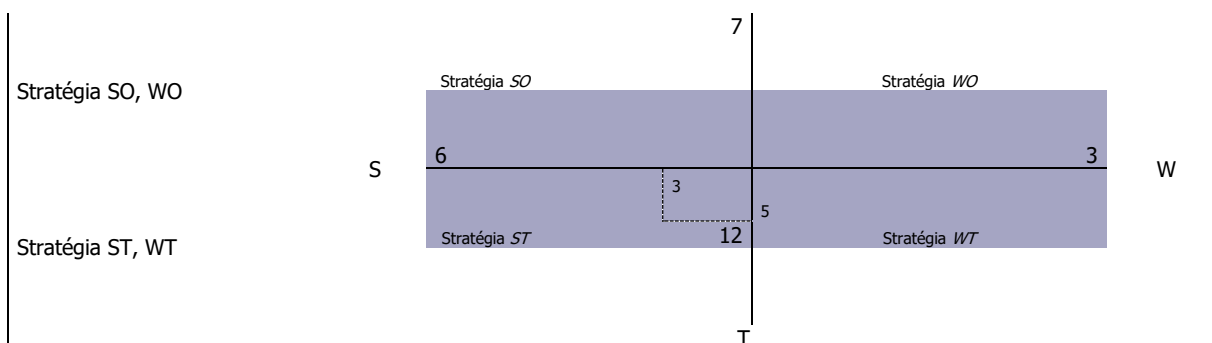 7
Stratégia SO Stratégia WO
Stratégia SO, WO
6 3
S W
3
5
12
Stratégia ST Stratégia WT
Stratégia ST, WT
T